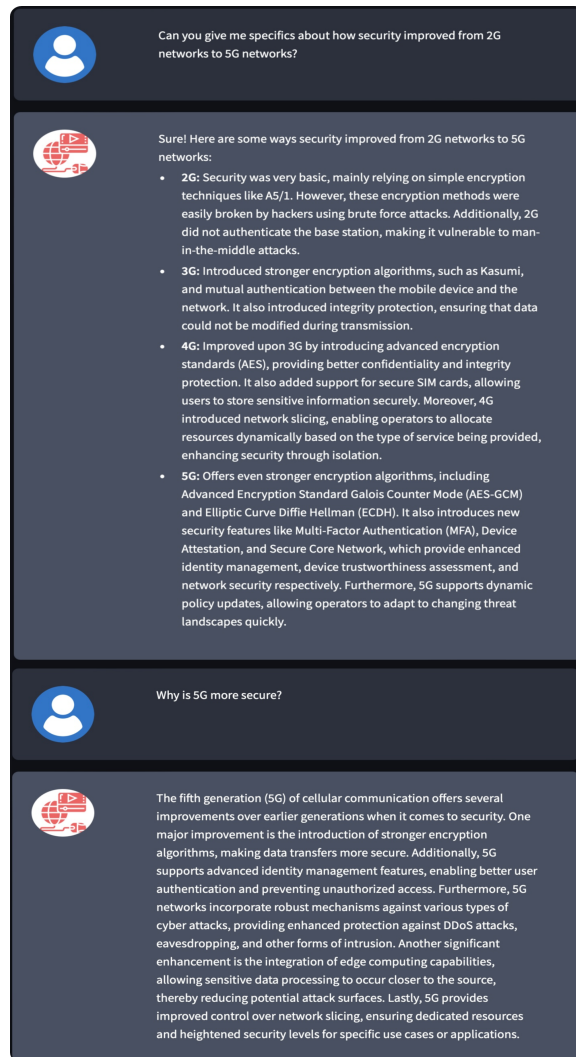 Can you give me specifics about how security improved from 2G
networks to 5G networks?
Sure! Here are some ways security improved from 2G networks to 5G
networks:
• 2G: Security was very basic, mainly relying on simple encryption
techniques like A5/1. However, these encryption methods were
easily broken by hackers using brute force attacks. Additionally, 2G
did not authenticate the base station, making it vulnerable to man-
in-the-middle attacks.
• 3G: Introduced stronger encryption algorithms, such as Kasumi,
and mutual authentication between the mobile device and the
network. It also introduced integrity protection, ensuring that data
could not be modified during transmission.
• 4G: Improved upon 3G by introducing advanced encryption
standards (AES), providing better confidentiality and integrity
protection. It also added support for secure SIM cards, allowing
users to store sensitive information securely. Moreover, 4G
introduced network slicing, enabling operators to allocate
resources dynamically based on the type of service being provided,
enhancing security through isolation.
• 5G: Offers even stronger encryption algorithms, including
Advanced Encryption Standard Galois Counter Mode (AES-GCM)
and Elliptic Curve Diffie Hellman (ECDH). It also introduces new
security features like Multi-Factor Authentication (MFA), Device
Attestation, and Secure Core Network, which provide enhanced
identity management, device trustworthiness assessment, and
network security respectively. Furthermore, 5G supports dynamic
policy updates, allowing operators to adapt to changing threat
landscapes quickly.
Why is 5G more secure?
The fifth generation (5G) of cellular communication offers several
improvements over earlier generations when it comes to security. One
major improvement is the introduction of stronger encryption
algorithms, making data transfers more secure. Additionally, 5G
supports advanced identity management features, enabling better user
authentication and preventing unauthorized access. Furthermore, 5G
networks incorporate robust mechanisms against various types of
cyber attacks, providing enhanced protection against DDoS attacks,
eavesdropping, and other forms of intrusion. Another significant
enhancement is the integration of edge computing capabilities,
allowing sensitive data processing to occur closer to the source,
thereby reducing potential attack surfaces. Lastly, 5G provides
improved control over network slicing, ensuring dedicated resources
and heightened security levels for specific use cases or applications.